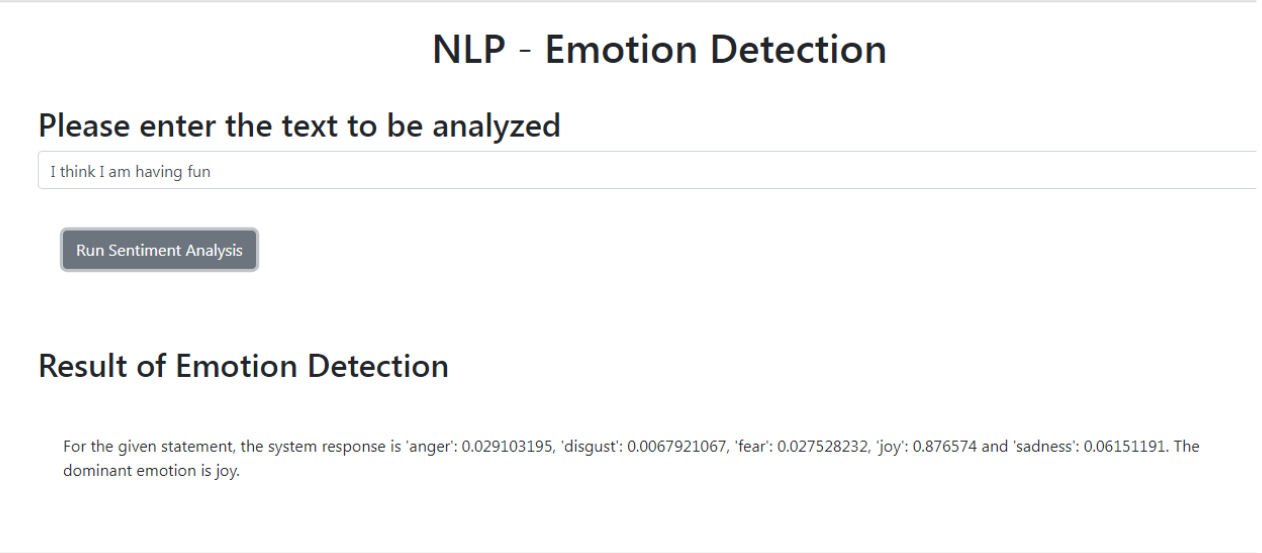 NLP - Emotion Detection
Please enter the text to be analyzed
I think I am having fun
Run Sentiment Analysis
Result of Emotion Detection
For the given statement, the system response is 'anger': 0.029103195, 'disgust': 0.0067921067, 'fear': 0.027528232, 'joy': 0.876574 and 'sadness': 0.06151191. The
dominant emotion is joy.